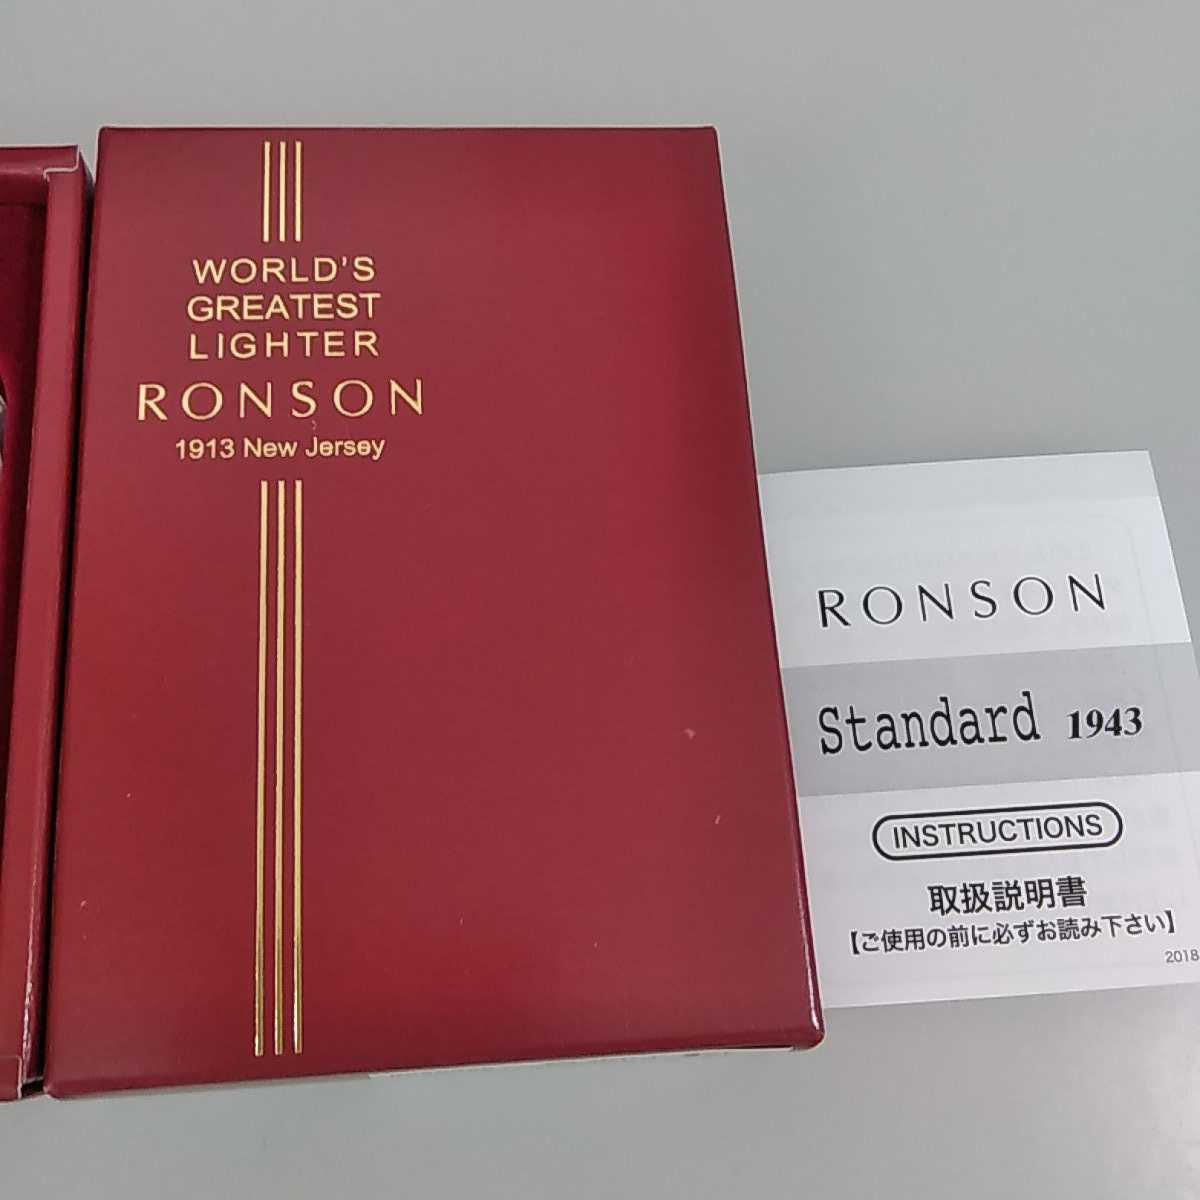 WORLD'S
GREATEST
LIGHTER
RONSON
1913 New Jersey
RONSON
Standard 1943
INSTRUCTIONS
取扱説明書
【ご使用の前に必ずお読み下さい】
2018